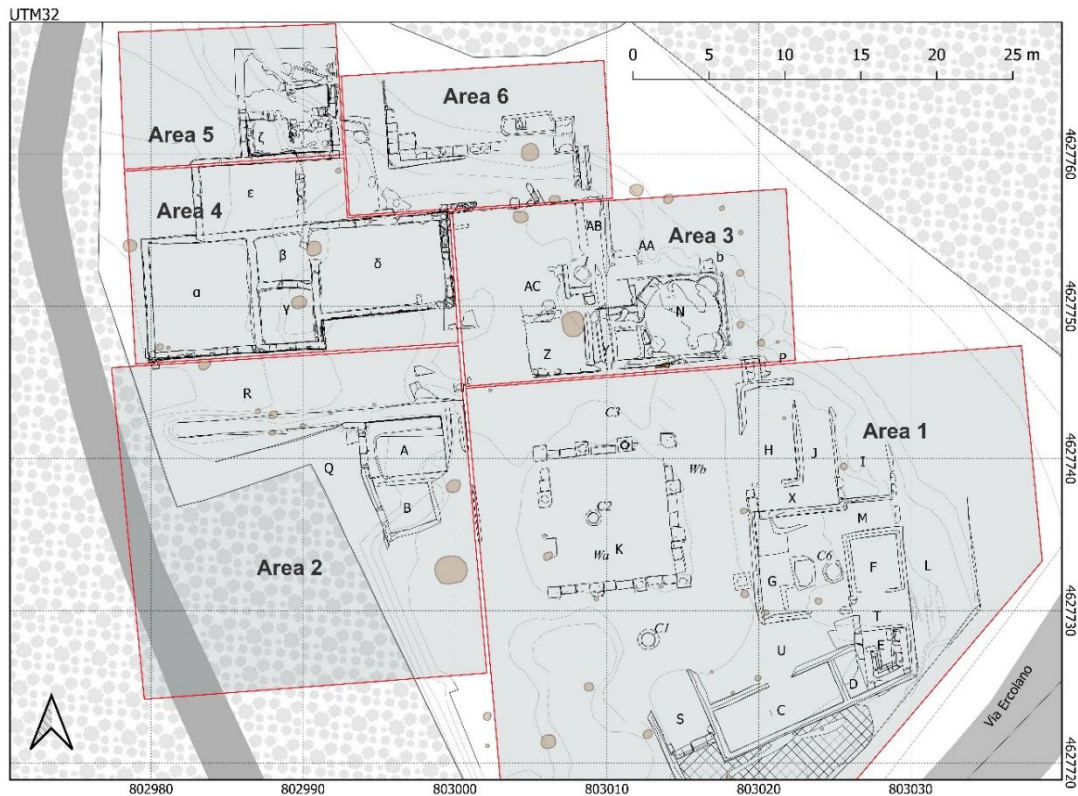 UTM32
0 5 10 15 20 25 m
Area 6
Area 5
ζ
4627760
ε
Area 4
AB
AA
Area 3
β
b
α
δ
AC
γ
N
4627750
Z
Y
P
R
C3
Area 1
A
H
J
I
Q
Wb
4627740
X
B
C2
M
Wa
K
C6
F
L
Area 2
G
4627730
T
C1
E
U
D
S
C
Via Ercolano
4627720
802980 802990 803000 803010 803020 803030